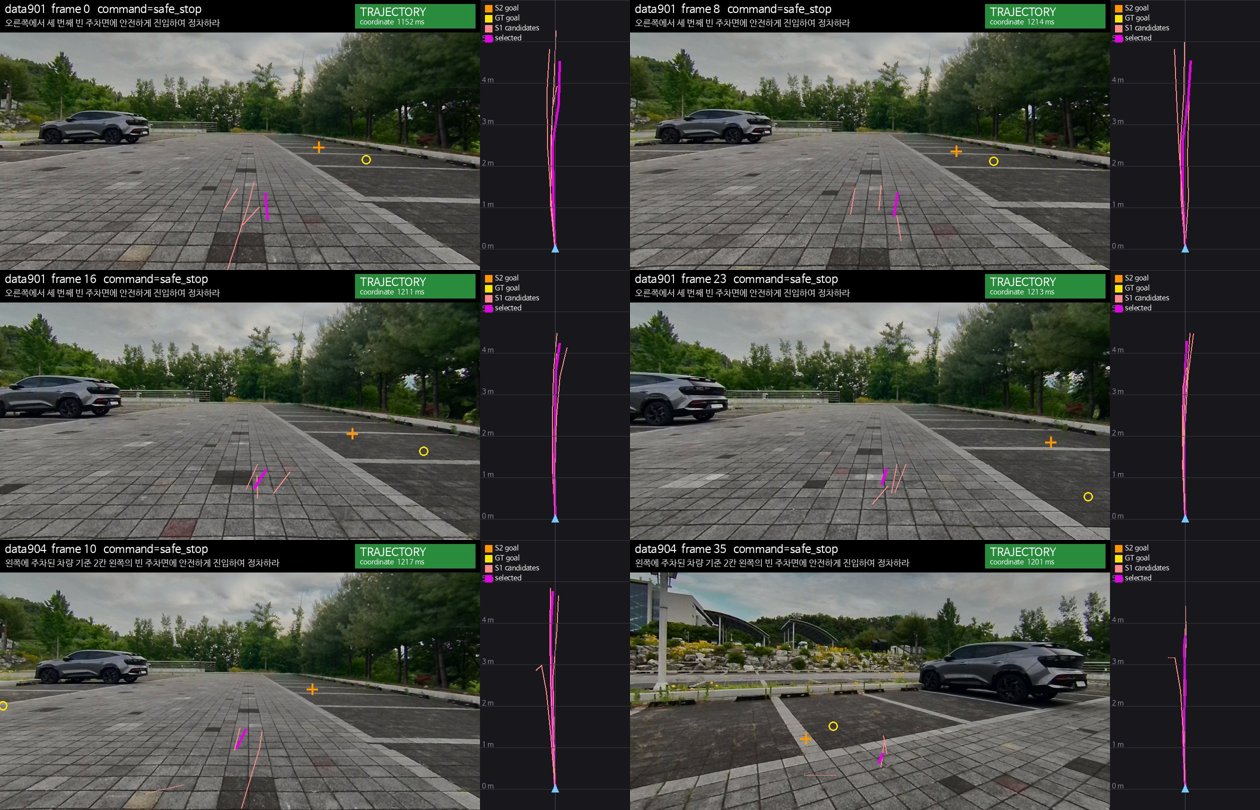 data901 frame 0 command=safe_stop
오른쪽에서 세 번째 빈 주차면에 안전하게 진입하여 정차하라
TRAJECTORY
coordinate 1152 ms
S2 goal
GT goal
S1 candidates
selected
4 m
3 m
2 m
1 m
0 m
data901 frame 8 command=safe_stop
오른쪽에서 세 번째 빈 주차면에 안전하게 진입하여 정차하라
TRAJECTORY
coordinate 1214 ms
S2 goal
GT goal
S1 candidates
selected
4 m
3 m
2 m
1 m
0 m
data901 frame 16 command=safe_stop
오른쪽에서 세 번째 빈 주차면에 안전하게 진입하여 정차하라
TRAJECTORY
coordinate 1211 ms
S2 goal
GT goal
S1 candidates
selected
4 m
3 m
2 m
1 m
0 m
data901 frame 23 command=safe_stop
오른쪽에서 세 번째 빈 주차면에 안전하게 진입하여 정차하라
TRAJECTORY
coordinate 1213 ms
S2 goal
GT goal
S1 candidates
selected
4 m
3 m
2 m
1 m
0 m
data904 frame 10 command=safe_stop
왼쪽에 주차된 차량 기준 2칸 왼쪽의 빈 주차면에 안전하게 진입하여 정차하라
TRAJECTORY
coordinate 1217 ms
S2 goal
GT goal
S1 candidates
selected
4 m
3 m
2 m
1 m
0 m
data904 frame 35 command=safe_stop
왼쪽에 주차된 차량 기준 2칸 왼쪽의 빈 주차면에 안전하게 진입하여 정차하라
TRAJECTORY
coordinate 1201 ms
S2 goal
GT goal
S1 candidates
selected
4 m
3 m
2 m
1 m
0 m